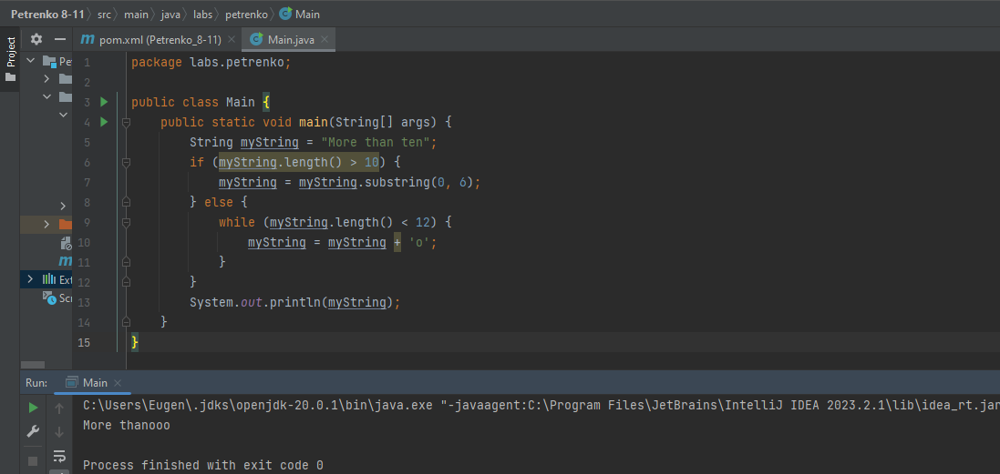 Petrenko 8-11 src main java labs petrenko Main
Project
pom.xml (Petrenko_8-11) Main.java
1 package labs.petrenko;
2
3 public class Main {
4 public static void main(String[] args) {
5 String myString = "More than ten";
6 if (myString.length() > 10) {
7 myString = myString.substring(0, 6);
8 } else {
9 while (myString.length() < 12) {
10 myString = myString + 'o';
11 }
12 }
13 System.out.println(myString);
14 }
15 }
Pe
Ext
Scr
Run: Main
C:\Users\Eugen\.jdks\openjdk-20.0.1\bin\java.exe "-javaagent:C:\Program Files\JetBrains\IntelliJ IDEA 2023.2.1\lib\idea_rt.jar
More thanooo
Process finished with exit code 0